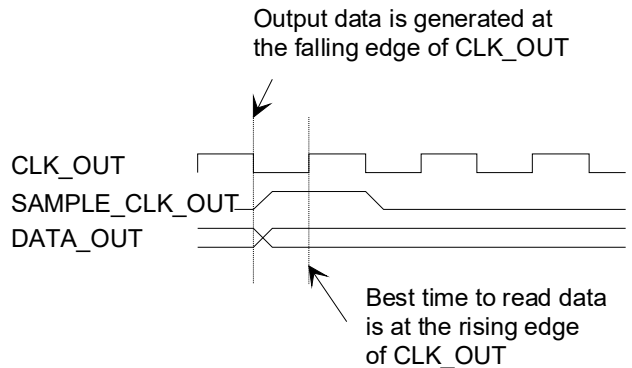 Output data is generated at
the falling edge of CLK_OUT
CLK_OUT
SAMPLE_CLK_OUT
DATA_OUT
Best time to read data
is at the rising edge
of CLK_OUT